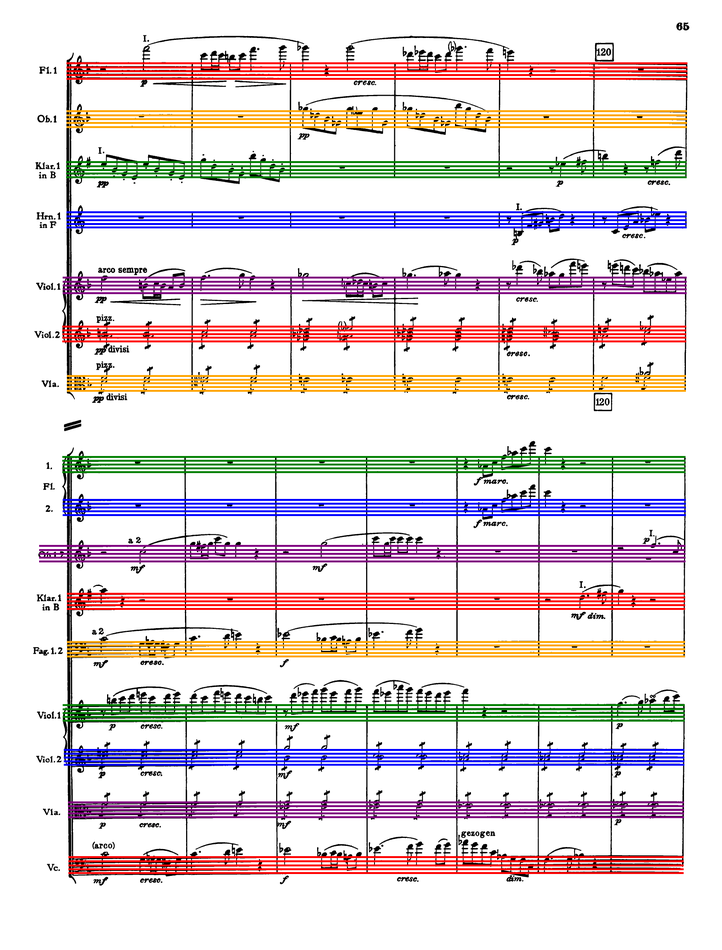 65
I.
120
Fl.1
p
cresc.
Ob.1
pp
I.
Klar.1
in B
pp
p
cresc.
I.
Hrn.1
in F
p
cresc.
arco sempre
Viol.1
pp
cresc.
pizz.
Viol.2
pp divisi
cresc.
pizz.
Vla.
pp divisi
cresc.
120
1.
f marc.
Fl.
2.
f marc.
a 2
I.
p
Ob.1.2
mf
mf
I.
Klar.1
in B
mf dim.
a 2
Fag.1.2
mf
cresc.
f
Viol.1
p
cresc.
mf
p
Viol.2
p
cresc.
mf
p
Vla.
p
cresc.
mf
p
(arco)
gezogen
Vc.
mf
cresc.
f
cresc.
dim.